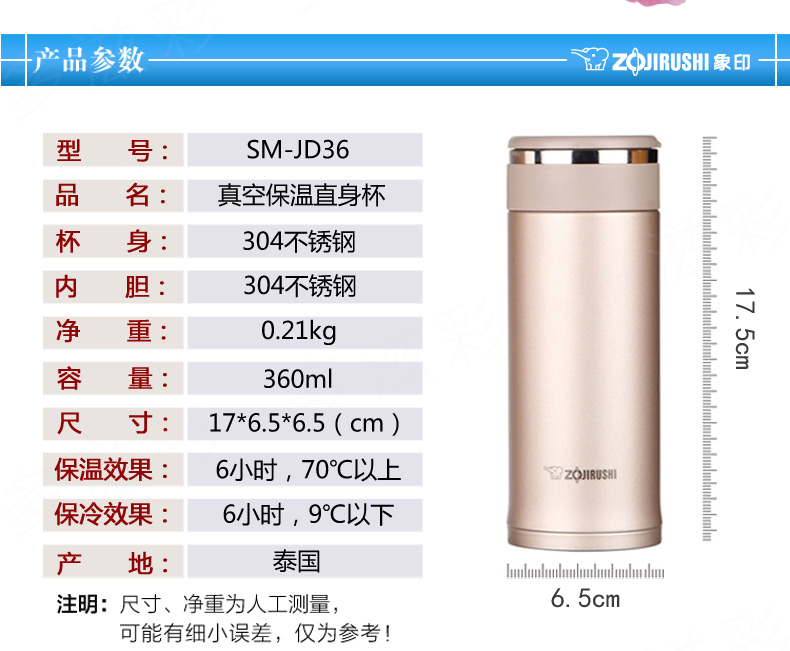 产品参数
ZOJIRUSHI 象印
型 号： SM-JD36
品 名： 真空保温直身杯
杯 身： 304不锈钢
内 胆： 304不锈钢
净 重： 0.21kg
容 量： 360ml
尺 寸： 17*6.5*6.5（cm）
保温效果： 6小时，70℃以上
保冷效果： 6小时，9℃以下
产 地： 泰国
注明：尺寸、净重为人工测量，
可能有细小误差，仅为参考！
ZOJIRUSHI
17.5cm
6.5cm